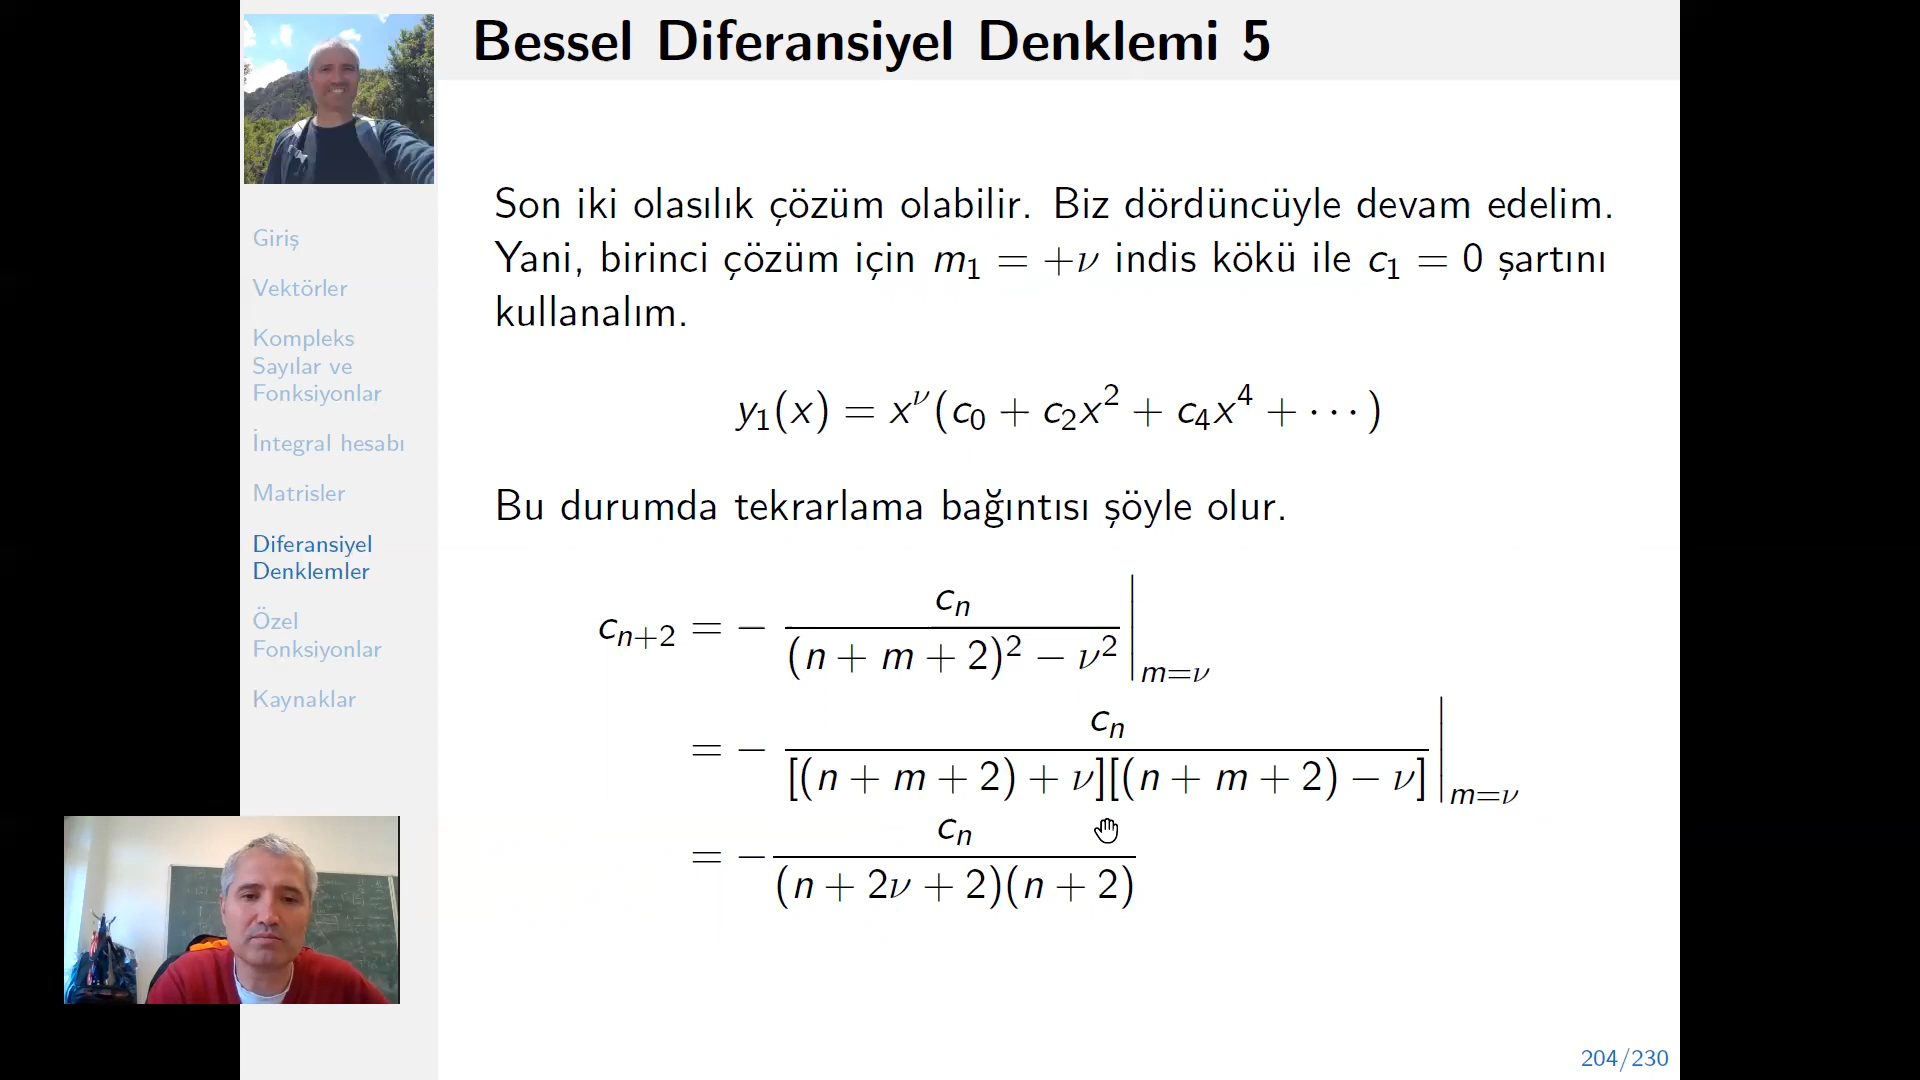 Bessel Diferansiyel Denklemi 5
Giriş
Vektörler
Kompleks
Sayılar ve
Fonksiyonlar
İntegral hesabı
Matrisler
Diferansiyel
Denklemler
Özel
Fonksiyonlar
Kaynaklar
Son iki olasılık çözüm olabilir. Biz dördüncüyle devam edelim.
Yani, birinci çözüm için m₁ = +ν indis kökü ile c₁ = 0 şartını
kullanalım.
y₁(x) = x^ν(c₀ + c₂x² + c₄x⁴ + ···)
Bu durumda tekrarlama bağıntısı şöyle olur.
c_{n+2} = − c_n / ((n + m + 2)² − ν²) |_{m=ν}
= − c_n / ([(n + m + 2) + ν][(n + m + 2) − ν]) |_{m=ν}
= − c_n / ((n + 2ν + 2)(n + 2))
204/230